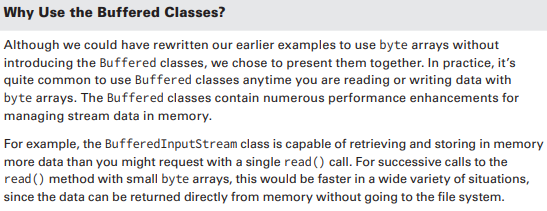 Why Use the Buffered Classes?
Although we could have rewritten our earlier examples to use byte arrays without
introducing the Buffered classes, we chose to present them together. In practice, it's
quite common to use Buffered classes anytime you are reading or writing data with
byte arrays. The Buffered classes contain numerous performance enhancements for
managing stream data in memory.
For example, the BufferedInputStream class is capable of retrieving and storing in memory
more data than you might request with a single read() call. For successive calls to the
read() method with small byte arrays, this would be faster in a wide variety of situations,
since the data can be returned directly from memory without going to the file system.